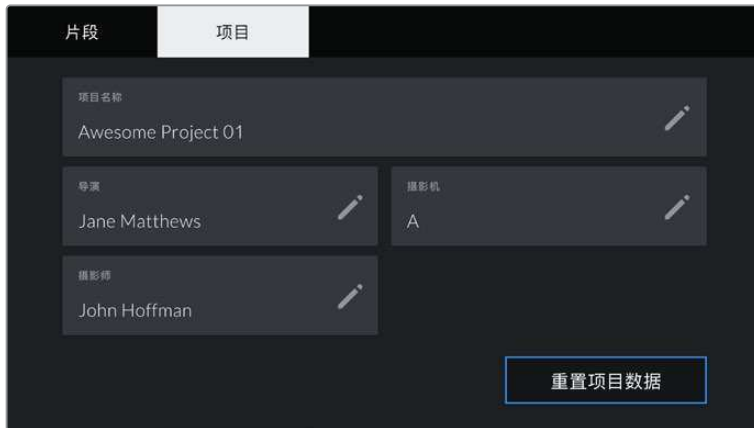 片段
项目
项目名称
Awesome Project 01
导演
Jane Matthews
摄影机
A
摄影师
John Hoffman
重置项目数据